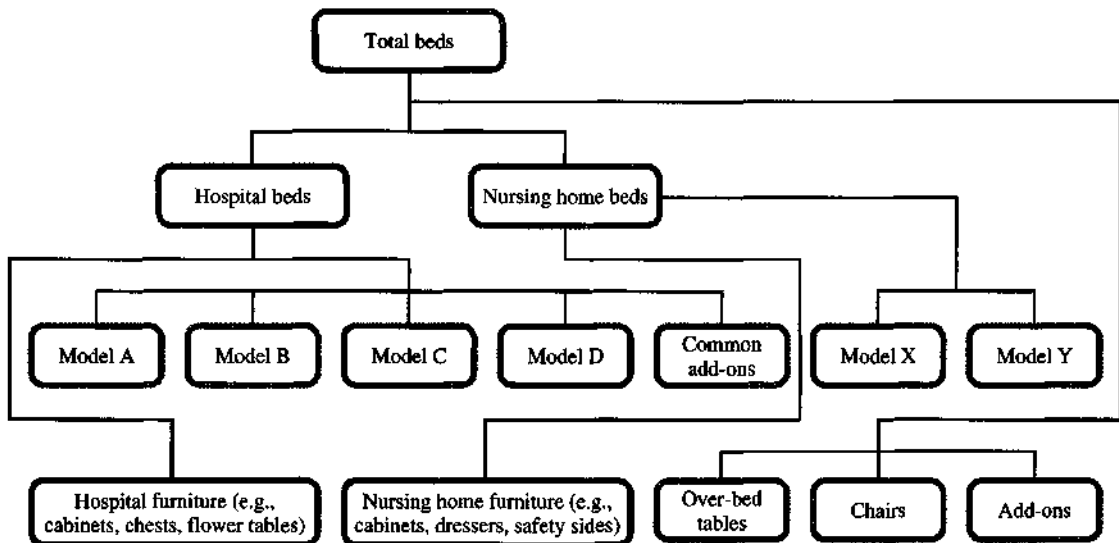 Total beds
Hospital beds
Nursing home beds
Model A
Model B
Model C
Model D
Common
add-ons
Model X
Model Y
Hospital furniture (e.g.,
cabinets, chests, flower tables)
Nursing home furniture (e.g.,
cabinets, dressers, safety sides)
Over-bed
tables
Chairs
Add-ons